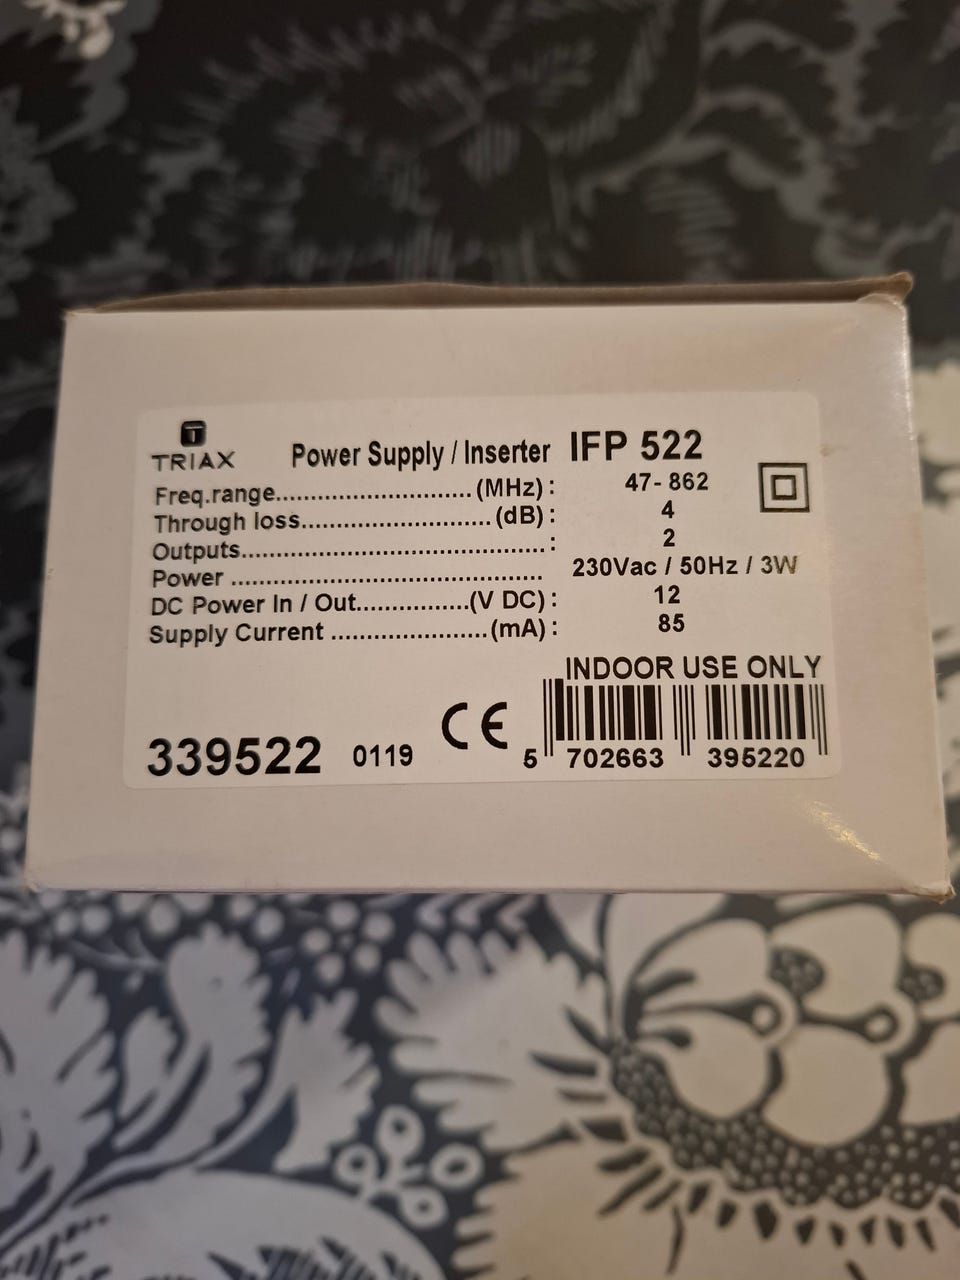 TRIAX
Power Supply / Inserter IFP 522
Freq.range........................... (MHz) : 47- 862
Through loss.......................... (dB) : 4
Outputs.......................................... : 2
Power ........................................... 230Vac / 50Hz / 3W
DC Power In / Out................(V DC) : 12
Supply Current ......................(mA) : 85
INDOOR USE ONLY
339522 0119 CE 5 702663 395220